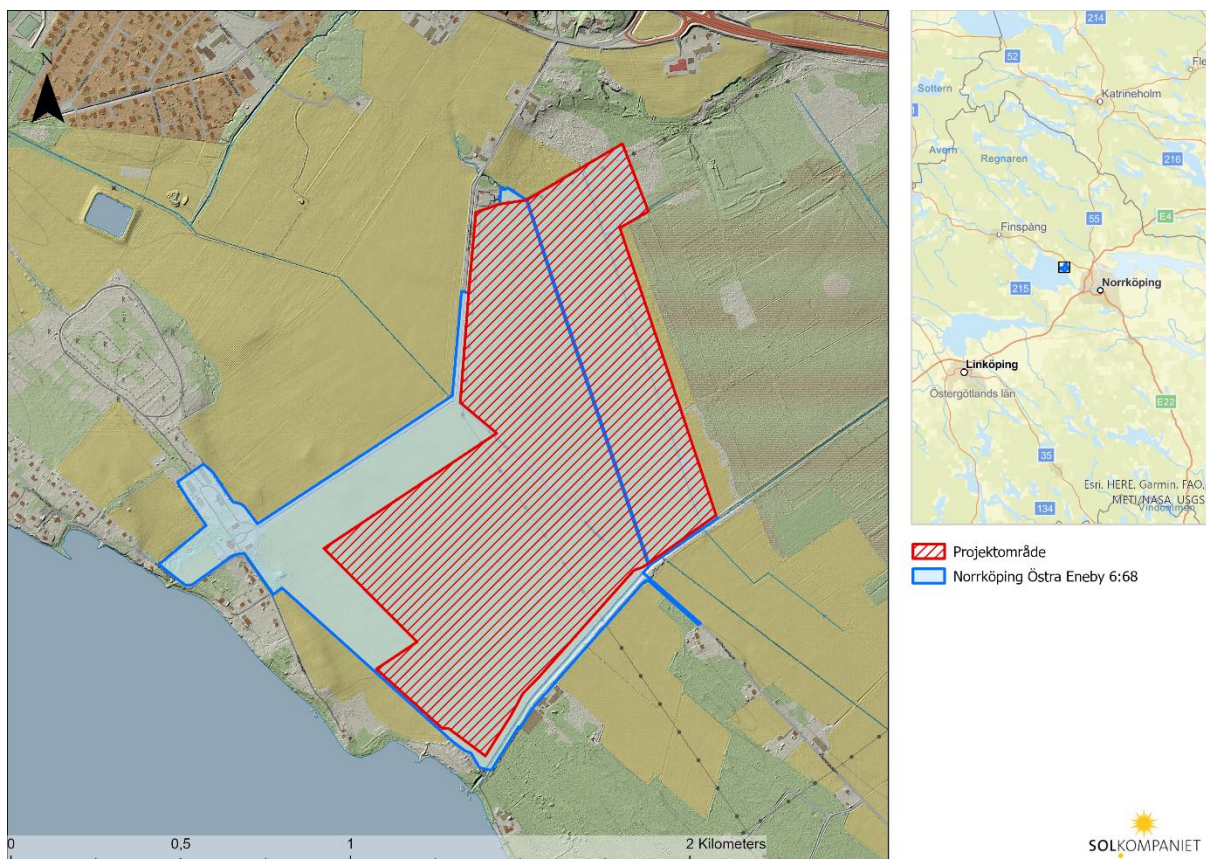 N
0
0,5
1
2 Kilometers
214
52
Sottern
Katrineholm
Avern
Regnaren
216
55
E4
Finspång
Norrköping
215
Linköping
Östergötlands län
E22
35
Esri, HERE, Garmin, FAO,
METI/NASA, USGS
134
Projektområde
Norrköping Östra Eneby 6:68
SOLKOMPANIET